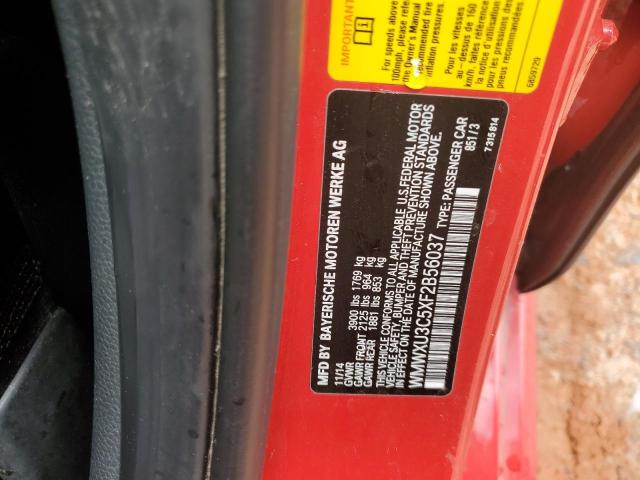 IMPORTANT
For speeds above
100mph, please refe
the Owner's Manual
recommended tire
inflation pressures.
Pour les vitesses
au-dessus de 160
km/h, faites référence
la notice d'utilisation
pour les pressions des
pneus recommandées.
6859729
MFD BY BAYERISCHE MOTOREN WERKE AG
11/14
GVWR 3900 lbs 1769 kg
GAWR FRONT 2125 lbs 964 kg
GAWR REAR 1881 lbs 853 kg
THIS VEHICLE CONFORMS TO ALL APPLICABLE U.S. FEDERAL MOTOR
VEHICLE SAFETY, BUMPER AND THEFT PREVENTION STANDARDS
IN EFFECT ON THE DATE OF MANUFACTURE SHOWN ABOVE.
WMWXU3C5XF2B56037 TYPE: PASSENGER CAR
851/3
7315814